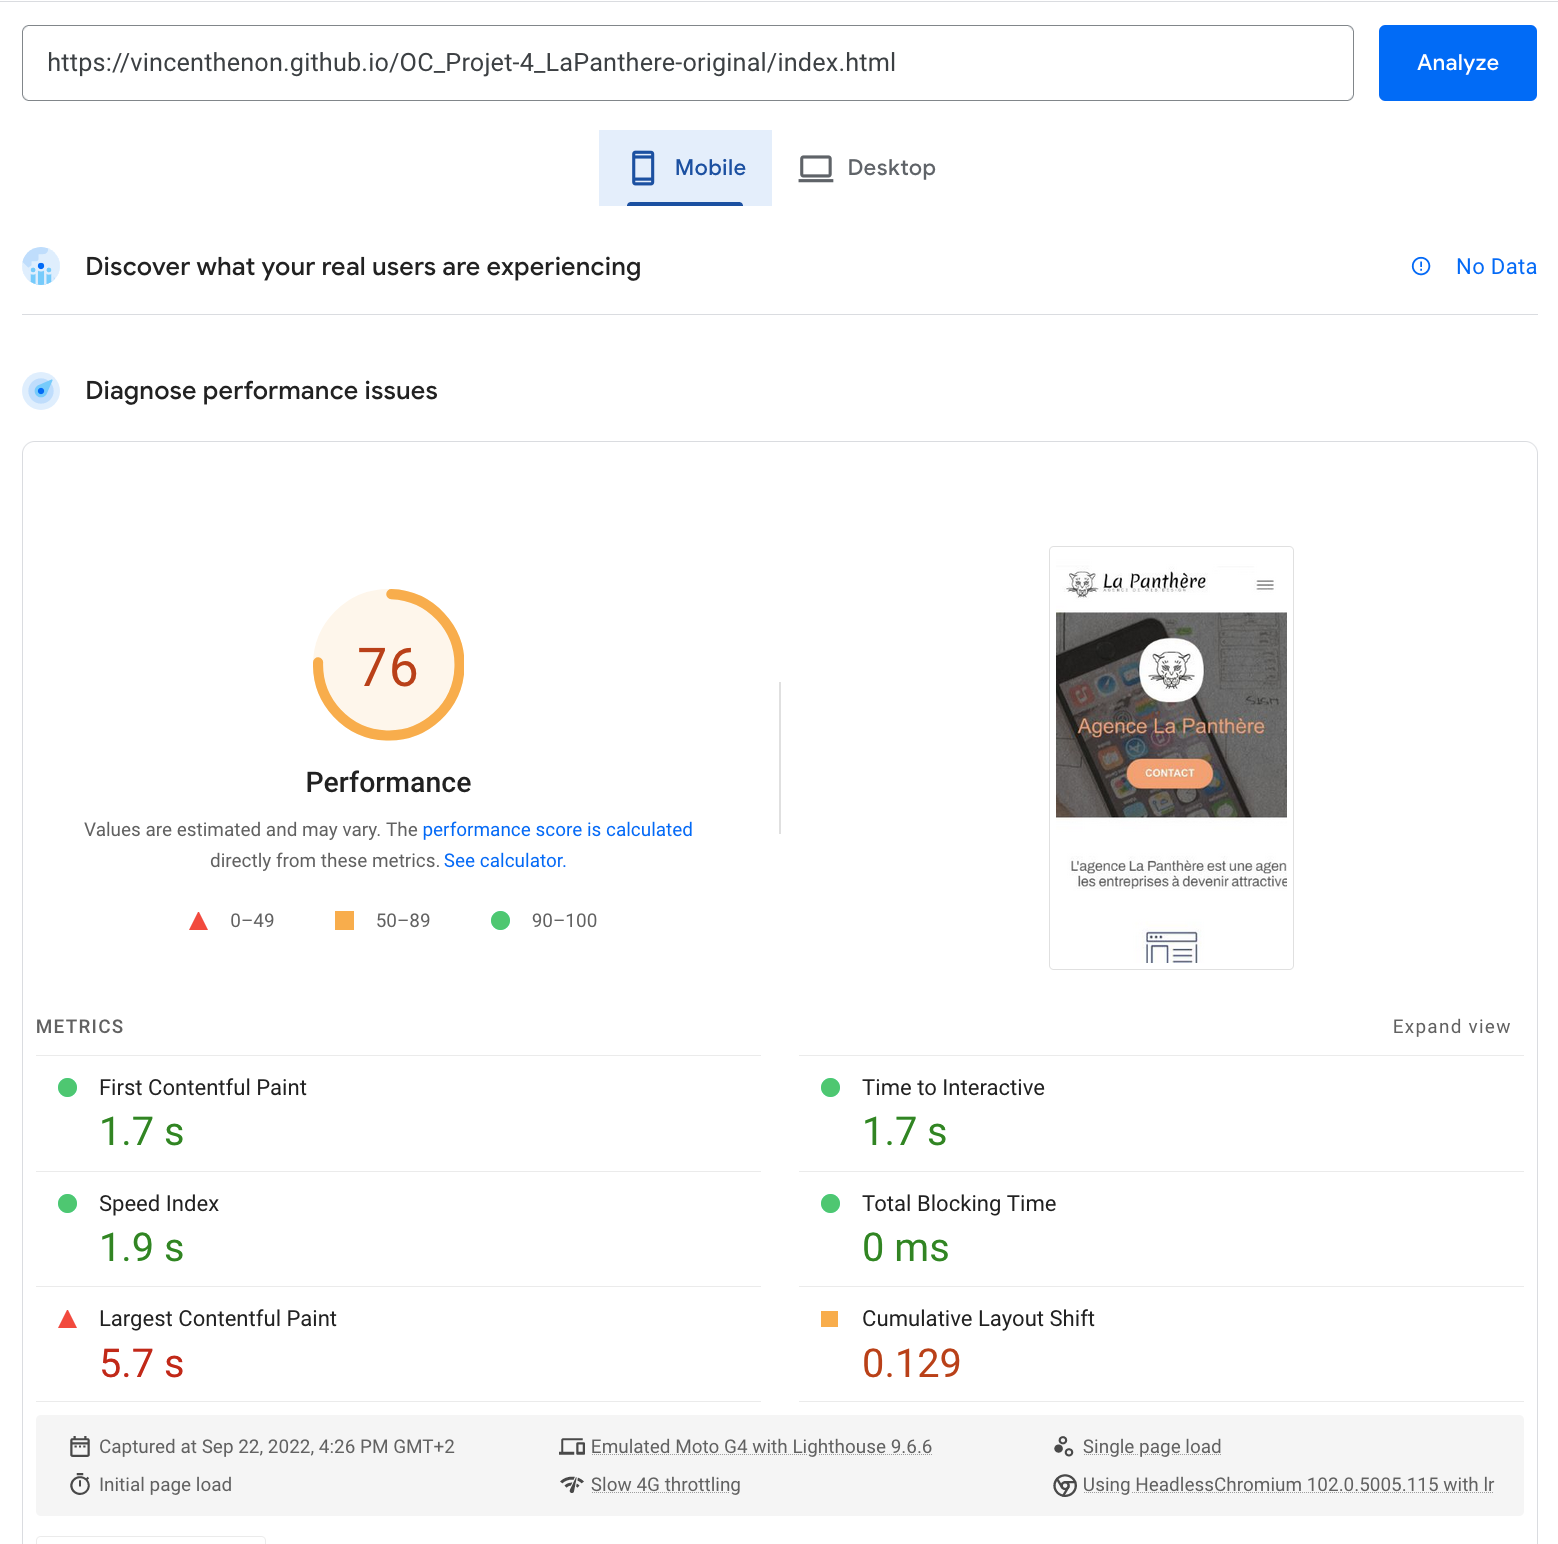 https://vincenthenon.github.io/OC_Projet-4_LaPanthere-original/index.html
Analyze
Mobile
Desktop
Discover what your real users are experiencing
No Data
Diagnose performance issues
76
Performance
Values are estimated and may vary. The performance score is calculated
directly from these metrics. See calculator.
0–49
50–89
90–100
La Panthère
AGENCE DE WEB DESIGN
Agence La Panthère
CONTACT
L'agence La Panthère est une agen
les entreprises à devenir attractive
METRICS
Expand view
First Contentful Paint
1.7 s
Time to Interactive
1.7 s
Speed Index
1.9 s
Total Blocking Time
0 ms
Largest Contentful Paint
5.7 s
Cumulative Layout Shift
0.129
Captured at Sep 22, 2022, 4:26 PM GMT+2
Emulated Moto G4 with Lighthouse 9.6.6
Single page load
Initial page load
Slow 4G throttling
Using HeadlessChromium 102.0.5005.115 with lr